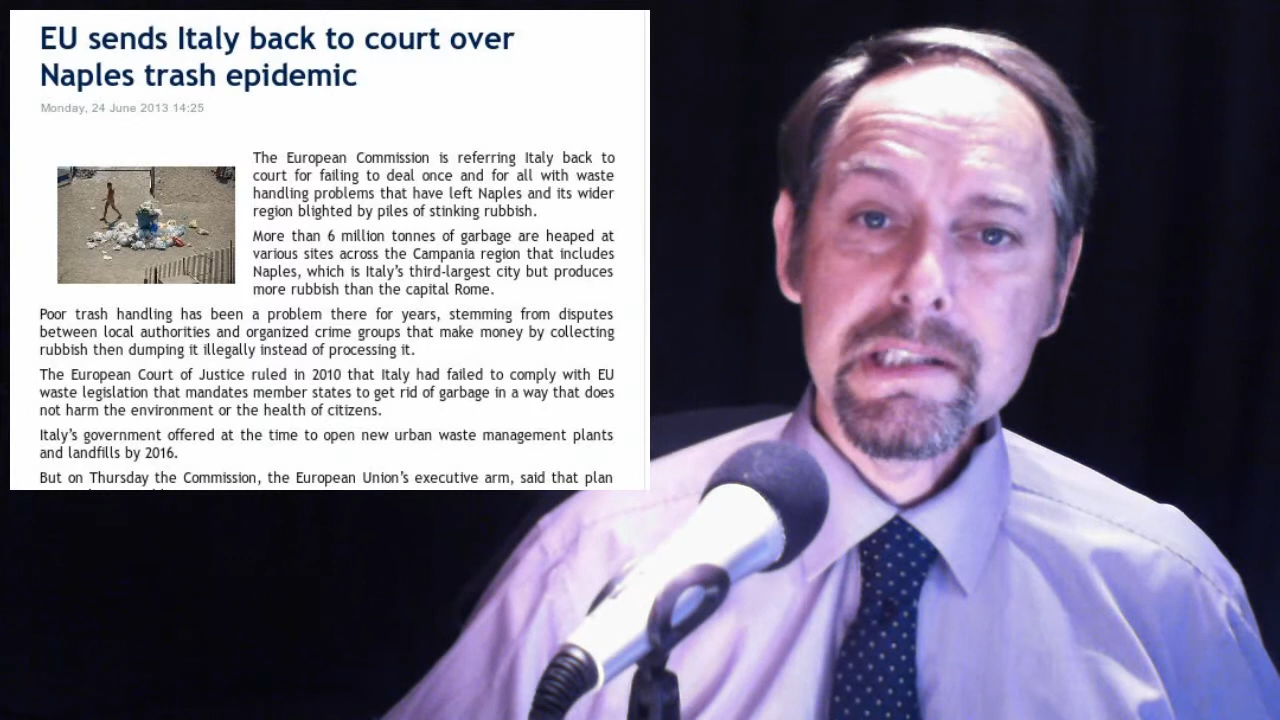 EU sends Italy back to court over
Naples trash epidemic
Monday, 24 June 2013 14:25
The European Commission is referring Italy back to
court for failing to deal once and for all with waste
handling problems that have left Naples and its wider
region blighted by piles of stinking rubbish.
More than 6 million tonnes of garbage are heaped at
various sites across the Campania region that includes
Naples, which is Italy's third-largest city but produces
more rubbish than the capital Rome.
Poor trash handling has been a problem there for years, stemming from disputes
between local authorities and organized crime groups that make money by collecting
rubbish then dumping it illegally instead of processing it.
The European Court of Justice ruled in 2010 that Italy had failed to comply with EU
waste legislation that mandates member states to get rid of garbage in a way that does
not harm the environment or the health of citizens.
Italy's government offered at the time to open new urban waste management plants
and landfills by 2016.
But on Thursday the Commission, the European Union's executive arm, said that plan